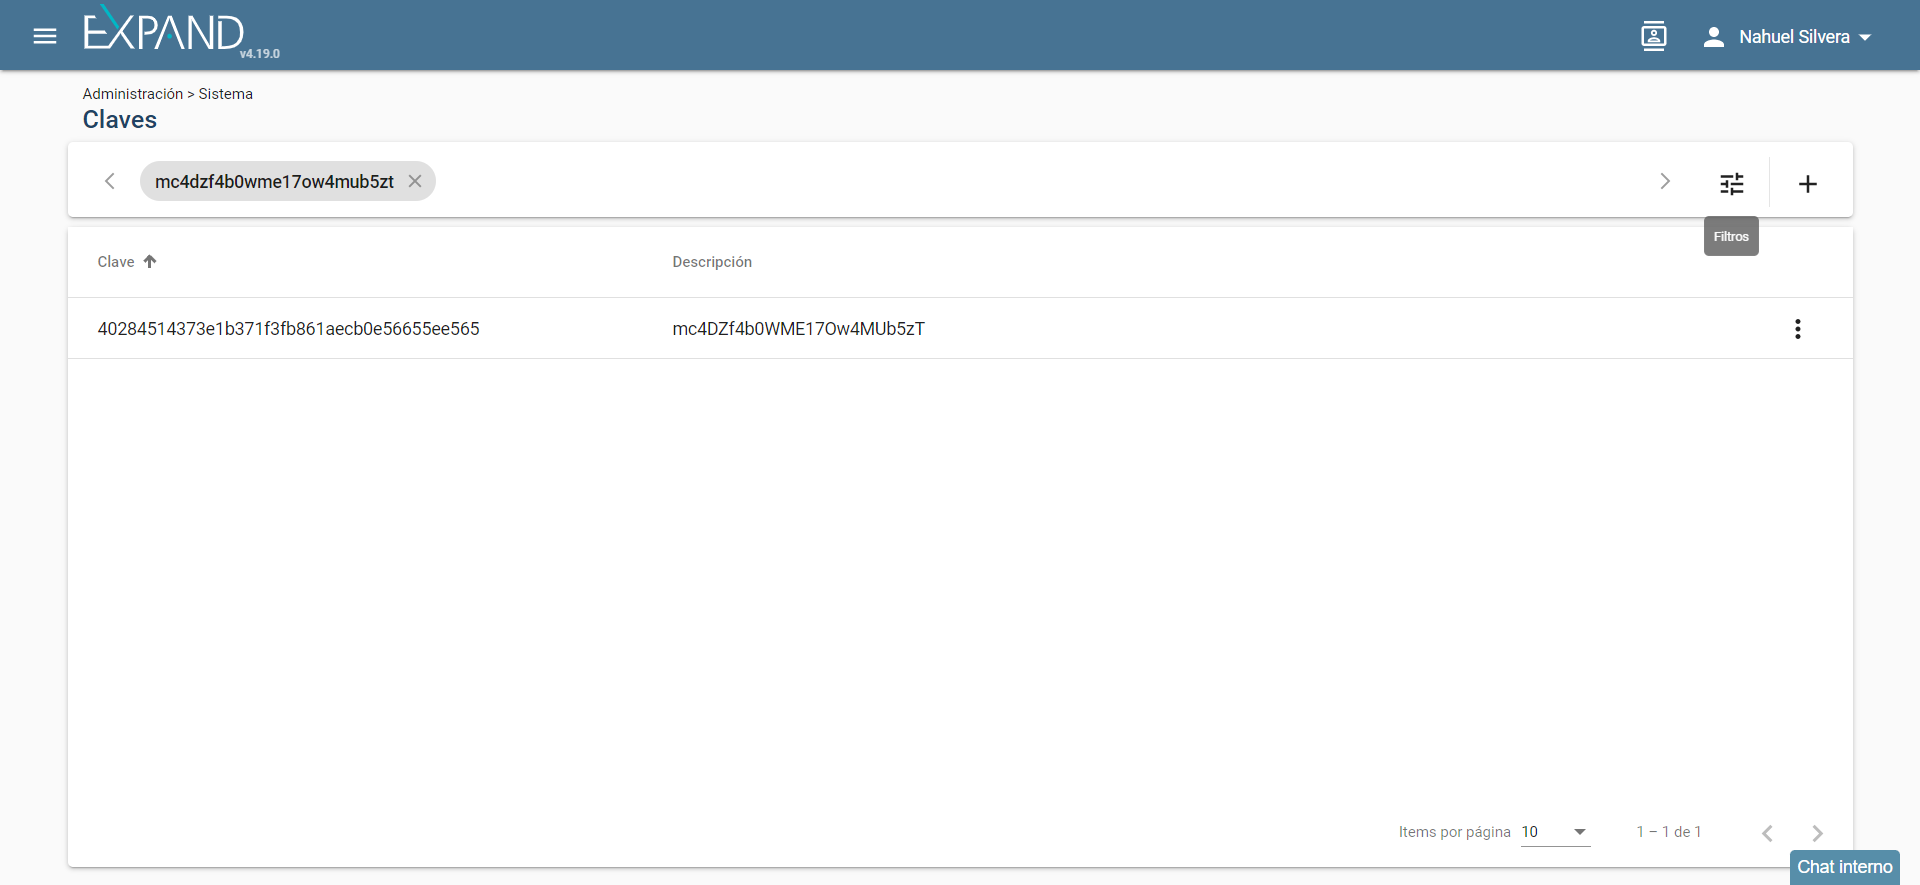 EXPAND
v4.19.0
Nahuel Silvera
Administración > Sistema
Claves
mc4dzf4b0wme17ow4mub5zt
Filtros
Clave Descripción
40284514373e1b371f3fb861aecb0e56655ee565 mc4DZf4b0WME17Ow4MUb5zT
Items por página 10 1 – 1 de 1
Chat interno